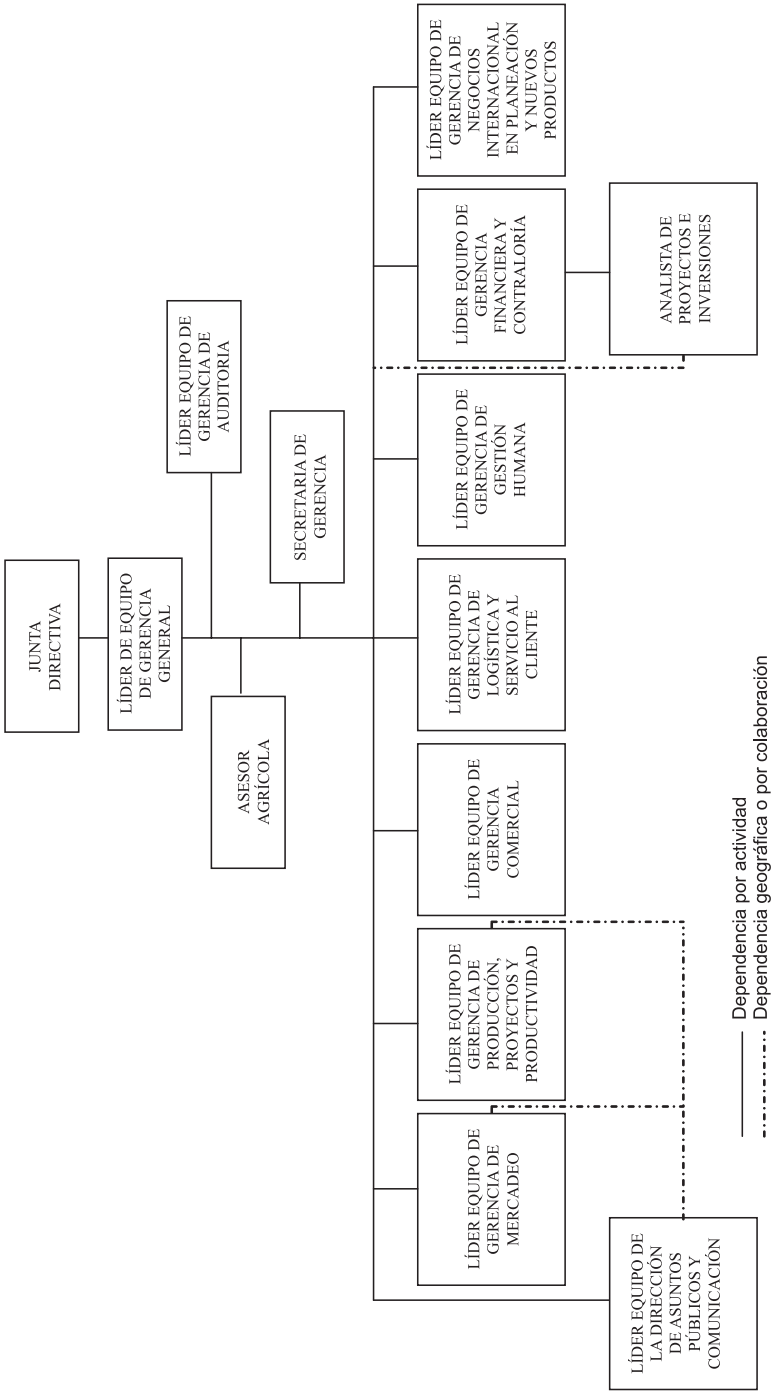 JUNTA
DIRECTIVA
LÍDER DE EQUIPO
DE GERENCIA
GENERAL
LÍDER EQUIPO DE
GERENCIA DE
AUDITORIA
ASESOR
AGRÍCOLA
SECRETARIA DE
GERENCIA
LÍDER EQUIPO DE
GERENCIA DE
MERCADEO
LÍDER EQUIPO DE
GERENCIA DE
PRODUCCIÓN,
PROYECTOS Y
PRODUCTIVIDAD
LÍDER EQUIPO DE
GERENCIA
COMERCIAL
LÍDER EQUIPO DE
GERENCIA DE
LOGÍSTICA Y
SERVICIO AL
CLIENTE
LÍDER EQUIPO DE
GERENCIA DE
GESTIÓN
HUMANA
LÍDER EQUIPO DE
GERENCIA
FINANCIERA Y
CONTRALORÍA
LÍDER EQUIPO DE
GERENCIA DE
NEGOCIOS
INTERNACIONAL
EN PLANEACIÓN
Y NUEVOS
PRODUCTOS
LÍDER EQUIPO DE
LA DIRECCIÓN
DE ASUNTOS
PÚBLICOS Y
COMUNICACIÓN
ANALISTA DE
PROYECTOS E
INVERSIONES
Dependencia por actividad
Dependencia geográfica o por colaboración